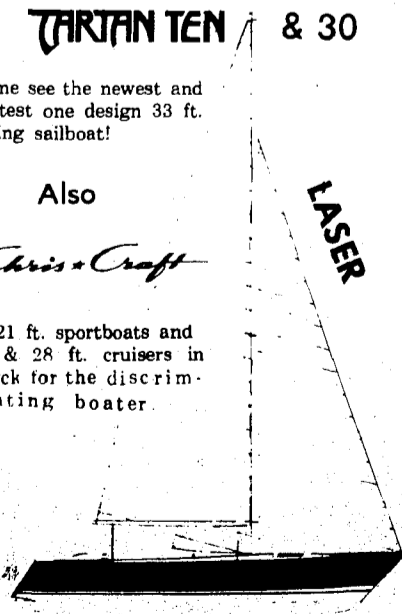 TARTAN TEN & 30
me see the newest and
test one design 33 ft.
ing sailboat!
Also
Chris Craft
LASER
21 ft. sportboats and
& 28 ft. cruisers in
ck for the discrim-
ating boater